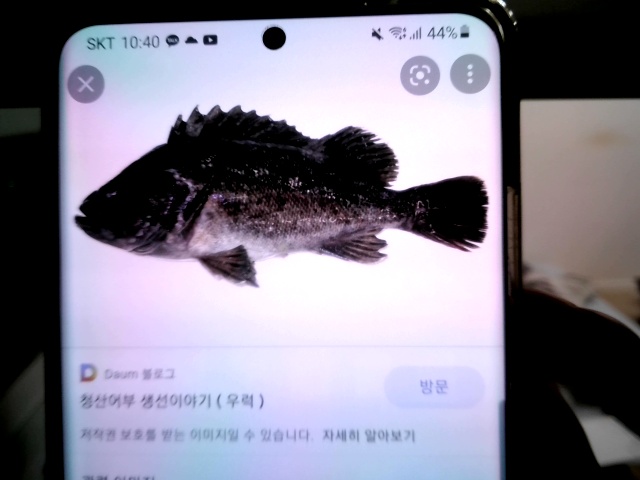 SKT 10:40 44%
Daum 블로그
청산어부 생선이야기 ( 우럭 )
방문
저작권 보호를 받는 이미지일 수 있습니다. 자세히 알아보기